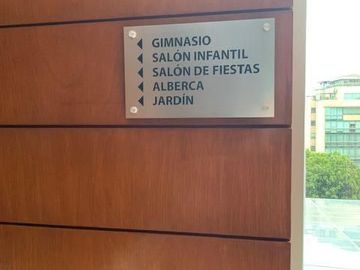 GIMNASIO
SALÓN INFANTIL
SALÓN DE FIESTAS
ALBERCA
JARDÍN